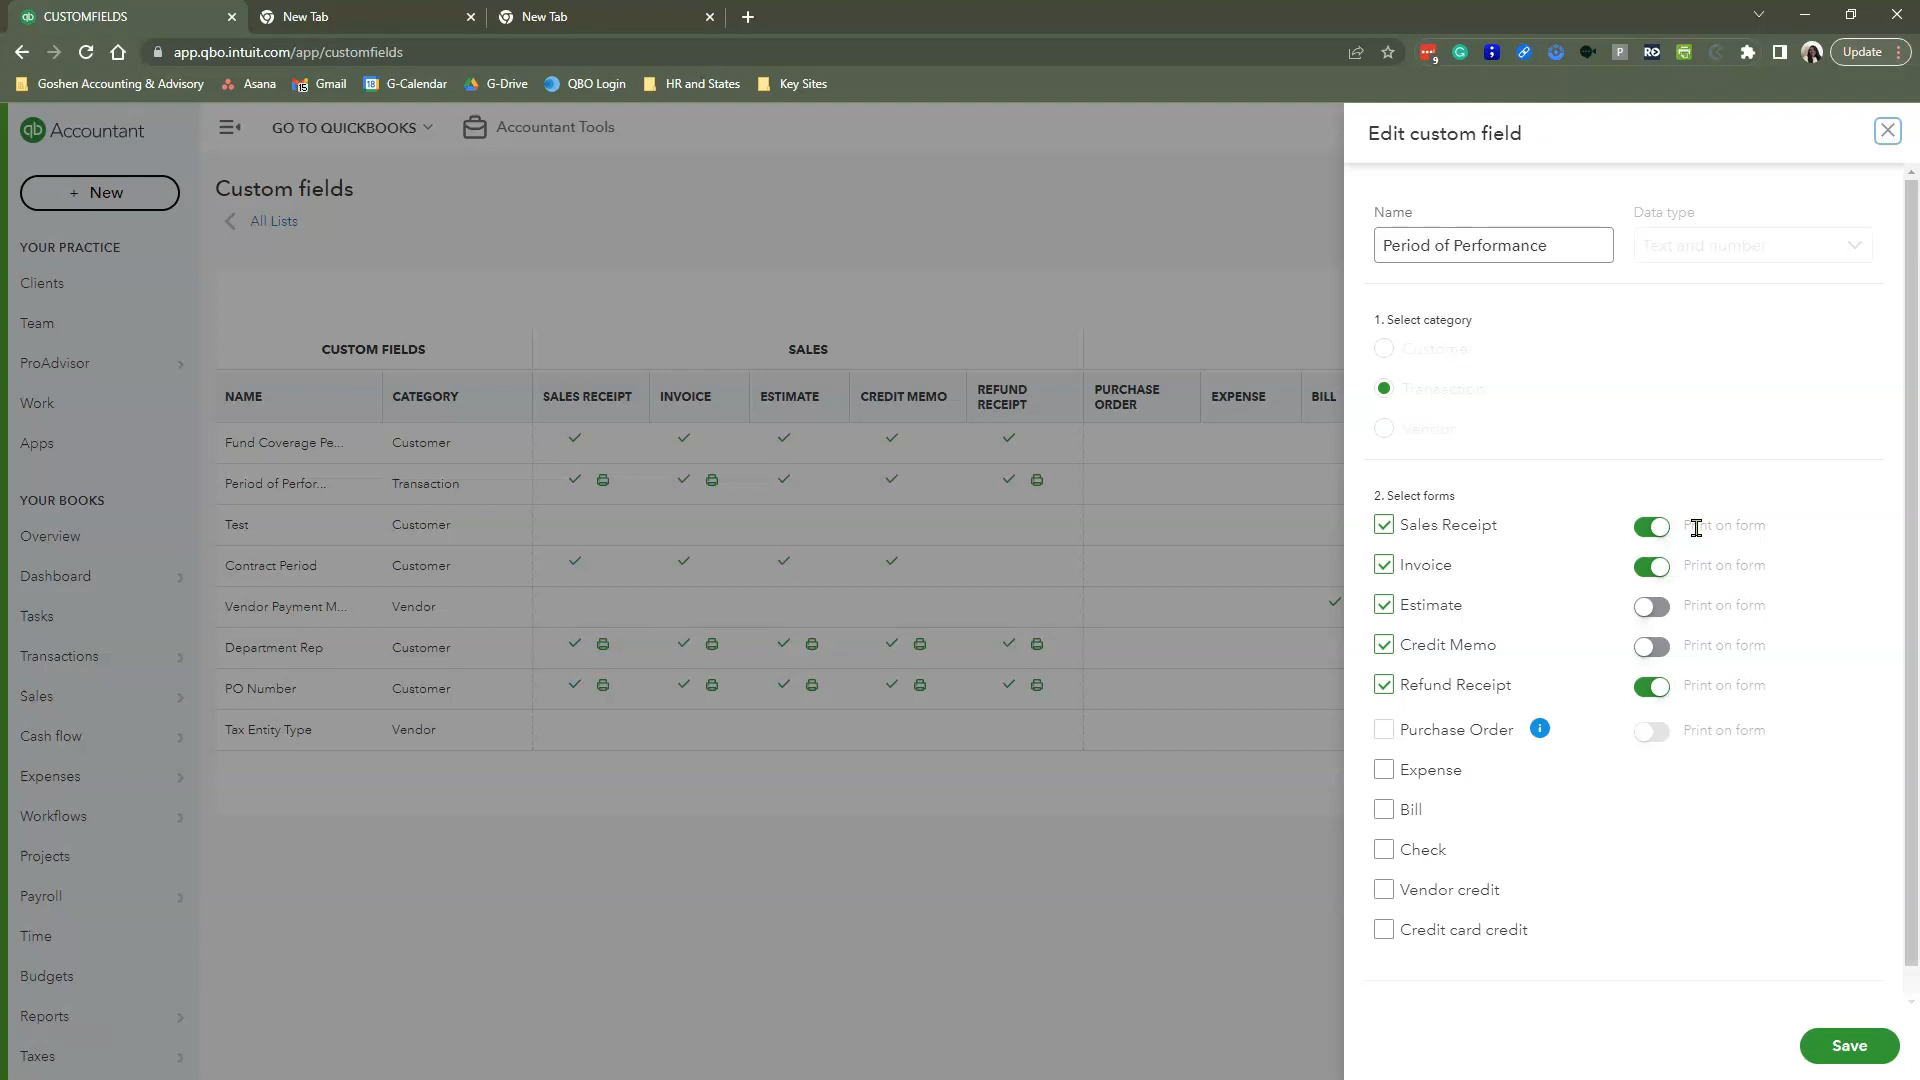 CUSTOMFIELDS
New Tab
New Tab
app.qbo.intuit.com/app/customfields
9
Update
Goshen Accounting & Advisory
Asana
15
Gmail
18
G-Calendar
G-Drive
QBO Login
HR and States
Key Sites
qb Accountant
GO TO QUICKBOOKS
Accountant Tools
+ New
YOUR PRACTICE
Clients
Team
ProAdvisor
Work
Apps
YOUR BOOKS
Overview
Dashboard
Tasks
Transactions
Sales
Cash flow
Expenses
Workflows
Projects
Payroll
Time
Budgets
Reports
Taxes
Custom fields
All Lists
CUSTOM FIELDS SALES
NAME CATEGORY SALES RECEIPT INVOICE ESTIMATE CREDIT MEMO REFUND RECEIPT PURCHASE ORDER EXPENSE BILL
Fund Coverage Pe... Customer
Period of Perfor... Transaction
Test Customer
Contract Period Customer
Vendor Payment M... Vendor
Department Rep Customer
PO Number Customer
Tax Entity Type Vendor
Edit custom field
Name Data type
Period of Performance Text and number
1. Select category
Custome
Transaction
Vendor
2. Select forms
Sales Receipt Print on form
Invoice Print on form
Estimate Print on form
Credit Memo Print on form
Refund Receipt Print on form
Purchase Order i Print on form
Expense
Bill
Check
Vendor credit
Credit card credit
Save